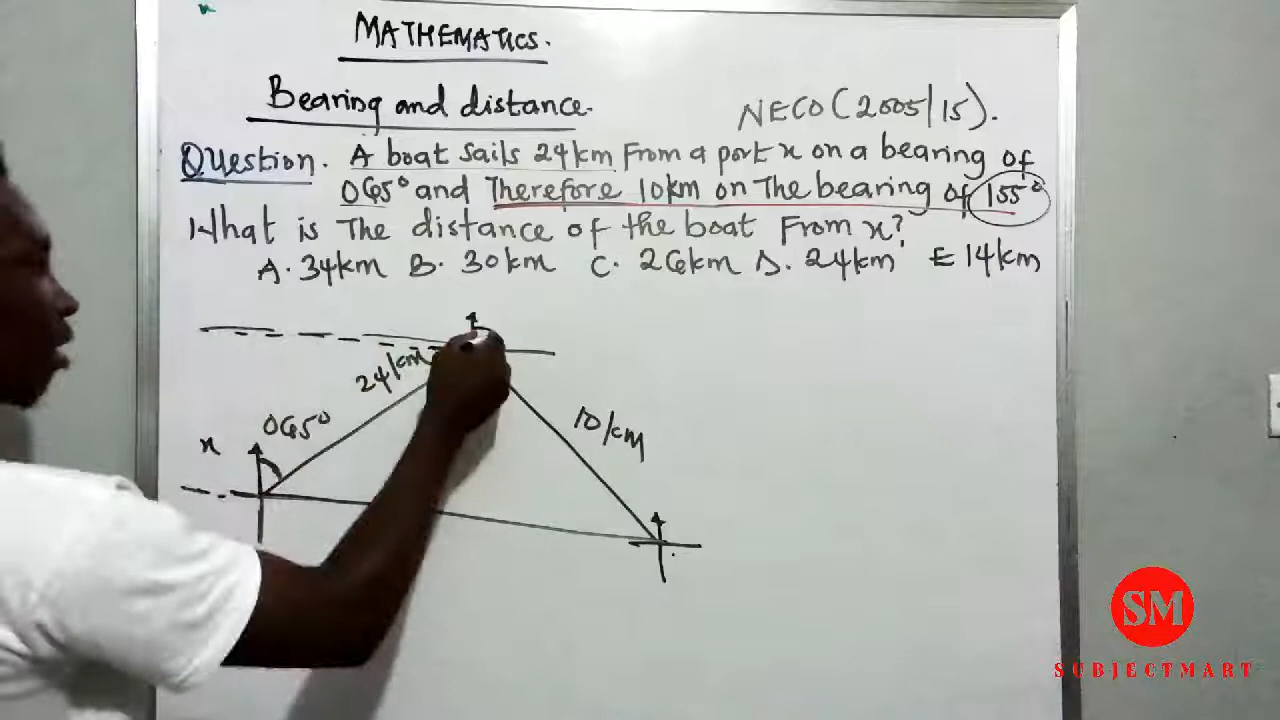 MATHEMATICS.
Bearing and distance.
NECO (2005/15).
Question. A boat sails 24km From a port x on a bearing of
065° and Therefore 10km on The bearing of 155°
What is The distance of the boat From x?
A. 34km B. 30km C. 26km D. 24km E 14km
24km
10km
065°
x
SM
SUBJECTMART